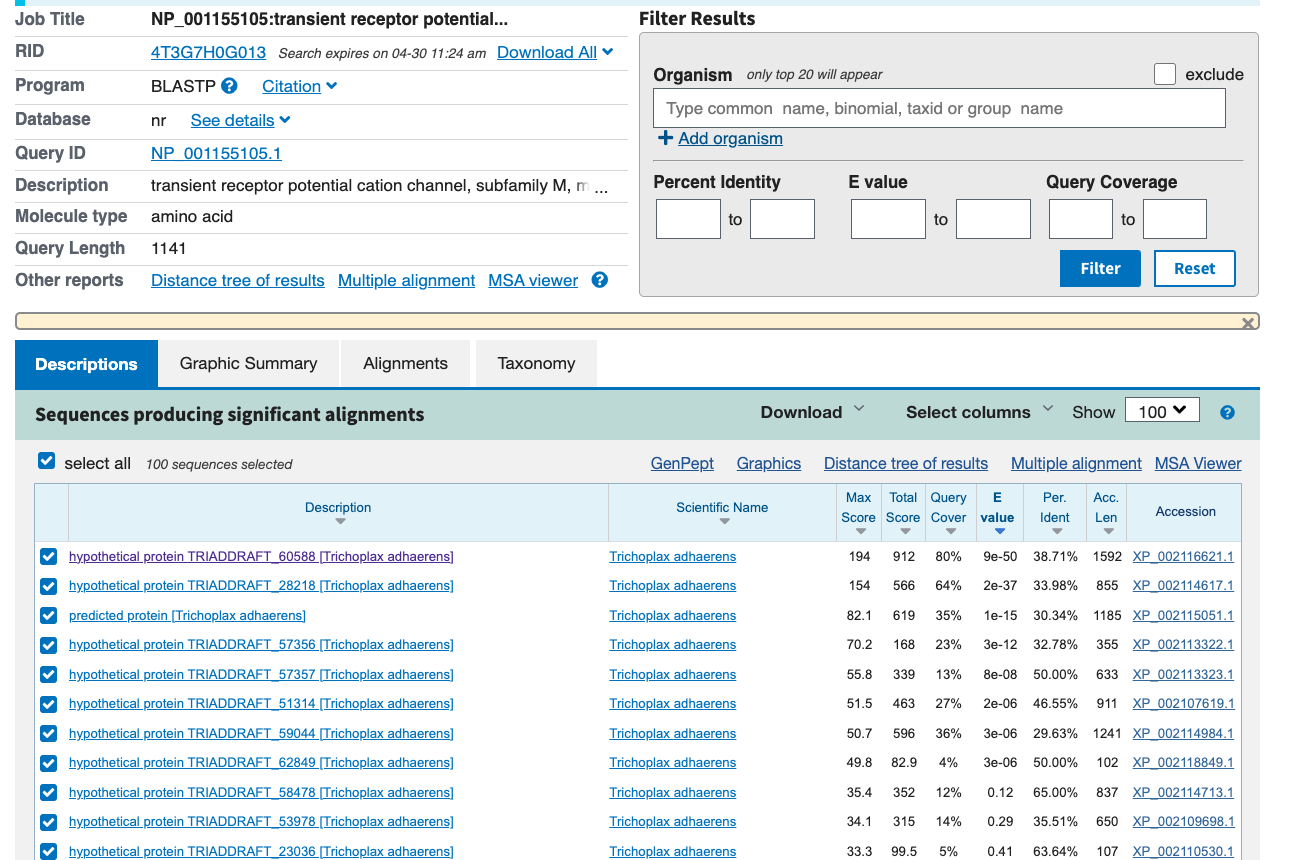 Job Title NP_001155105:transient receptor potential...
RID 4T3G7H0G013 Search expires on 04-30 11:24 am Download All
Program BLASTP ? Citation
Database nr See details
Query ID NP_001155105.1
Description transient receptor potential cation channel, subfamily M, ...
Molecule type amino acid
Query Length 1141
Other reports Distance tree of results Multiple alignment MSA viewer ?
Filter Results
Organism only top 20 will appear exclude
Type common name, binomial, taxid or group name
+ Add organism
Percent Identity E value Query Coverage
to to to
Filter Reset
Descriptions Graphic Summary Alignments Taxonomy
Sequences producing significant alignments Download Select columns Show 100 ?
select all 100 sequences selected GenPept Graphics Distance tree of results Multiple alignment MSA Viewer
Description Scientific Name Max Score Total Score Query Cover E value Per. Ident Acc. Len Accession
hypothetical protein TRIADDRAFT_60588 [Trichoplax adhaerens] Trichoplax adhaerens 194 912 80% 9e-50 38.71% 1592 XP_002116621.1
hypothetical protein TRIADDRAFT_28218 [Trichoplax adhaerens] Trichoplax adhaerens 154 566 64% 2e-37 33.98% 855 XP_002114617.1
predicted protein [Trichoplax adhaerens] Trichoplax adhaerens 82.1 619 35% 1e-15 30.34% 1185 XP_002115051.1
hypothetical protein TRIADDRAFT_57356 [Trichoplax adhaerens] Trichoplax adhaerens 70.2 168 23% 3e-12 32.78% 355 XP_002113322.1
hypothetical protein TRIADDRAFT_57357 [Trichoplax adhaerens] Trichoplax adhaerens 55.8 339 13% 8e-08 50.00% 633 XP_002113323.1
hypothetical protein TRIADDRAFT_51314 [Trichoplax adhaerens] Trichoplax adhaerens 51.5 463 27% 2e-06 46.55% 911 XP_002107619.1
hypothetical protein TRIADDRAFT_59044 [Trichoplax adhaerens] Trichoplax adhaerens 50.7 596 36% 3e-06 29.63% 1241 XP_002114984.1
hypothetical protein TRIADDRAFT_62849 [Trichoplax adhaerens] Trichoplax adhaerens 49.8 82.9 4% 3e-06 50.00% 102 XP_002118849.1
hypothetical protein TRIADDRAFT_58478 [Trichoplax adhaerens] Trichoplax adhaerens 35.4 352 12% 0.12 65.00% 837 XP_002114713.1
hypothetical protein TRIADDRAFT_53978 [Trichoplax adhaerens] Trichoplax adhaerens 34.1 315 14% 0.29 35.51% 650 XP_002109698.1
hypothetical protein TRIADDRAFT_23036 [Trichoplax adhaerens] Trichoplax adhaerens 33.3 99.5 5% 0.41 63.64% 107 XP_002110530.1